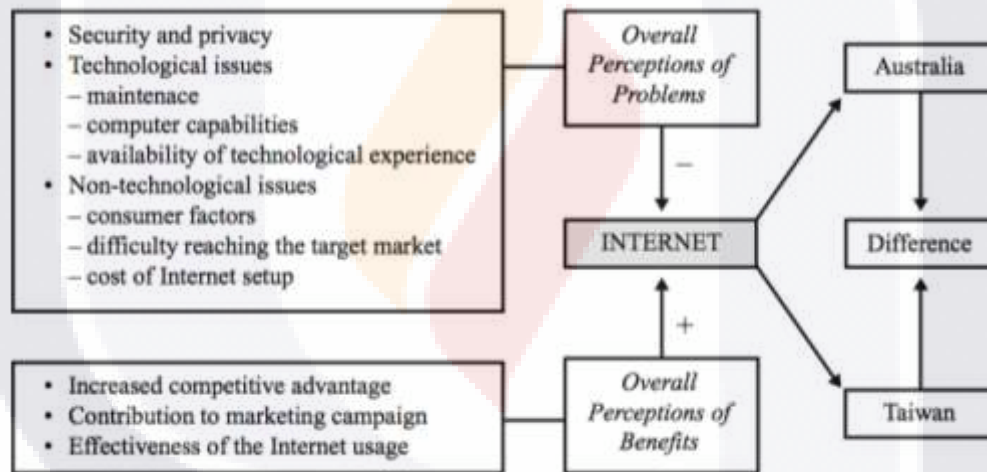 • Security and privacy
• Technological issues
– maintenace
– computer capabilities
– availability of technological experience
• Non-technological issues
– consumer factors
– difficulty reaching the target market
– cost of Internet setup
Overall
Perceptions of
Problems
–
Australia
INTERNET
Difference
+
• Increased competitive advantage
• Contribution to marketing campaign
• Effectiveness of the Internet usage
Overall
Perceptions of
Benefits
Taiwan